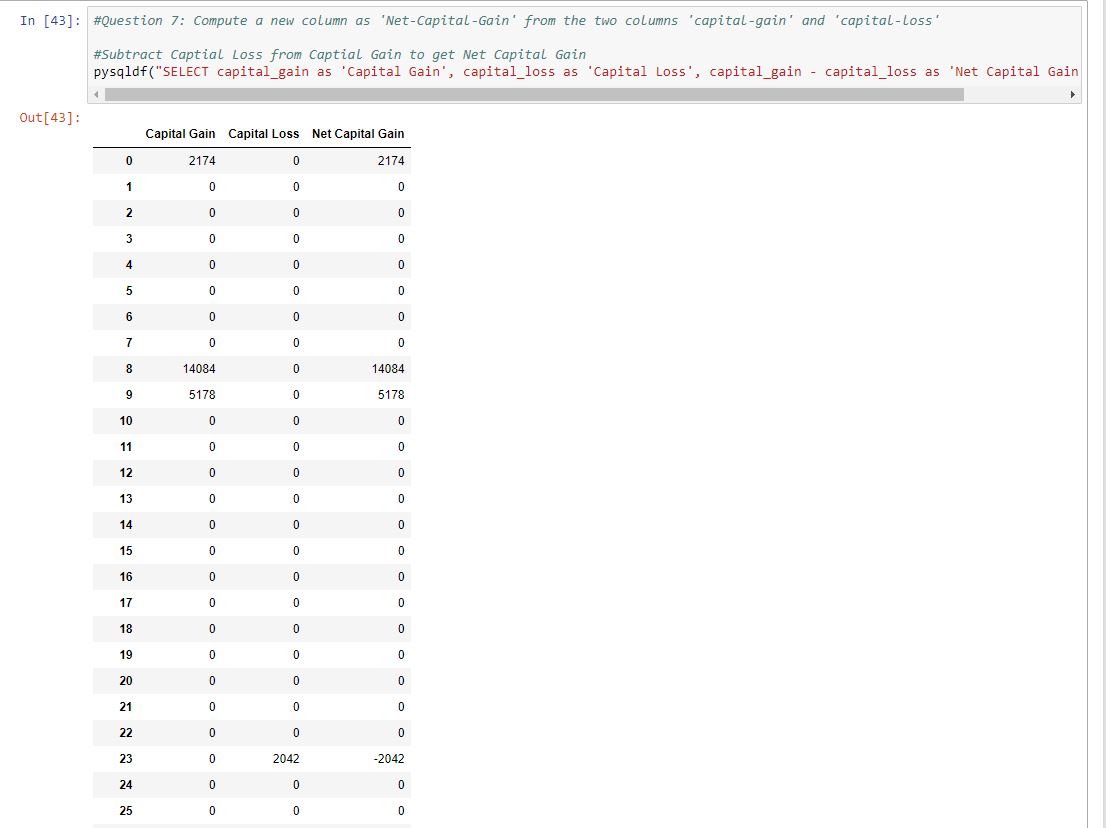 In [43]:
#Question 7: Compute a new column as 'Net-Capital-Gain' from the two columns 'capital-gain' and 'capital-loss'
#Subtract Captial Loss from Captial Gain to get Net Capital Gain
pysqldf("SELECT capital_gain as 'Capital Gain', capital_loss as 'Capital Loss', capital_gain - capital_loss as 'Net Capital Gain
Out[43]:
Capital Gain Capital Loss Net Capital Gain
0 2174 0 2174
1 0 0 0
2 0 0 0
3 0 0 0
4 0 0 0
5 0 0 0
6 0 0 0
7 0 0 0
8 14084 0 14084
9 5178 0 5178
10 0 0 0
11 0 0 0
12 0 0 0
13 0 0 0
14 0 0 0
15 0 0 0
16 0 0 0
17 0 0 0
18 0 0 0
19 0 0 0
20 0 0 0
21 0 0 0
22 0 0 0
23 0 2042 -2042
24 0 0 0
25 0 0 0